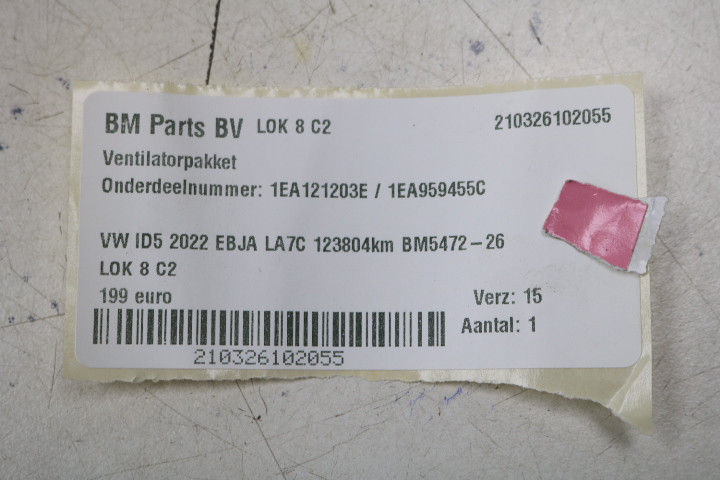 BM Parts BV LOK 8 C2 210326102055
Ventilatorpakket
Onderdeelnummer: 1EA121203E / 1EA959455C
VW ID5 2022 EBJA LA7C 123804km BM5472-26
LOK 8 C2
199 euro Verz: 15
Aantal: 1
210326102055